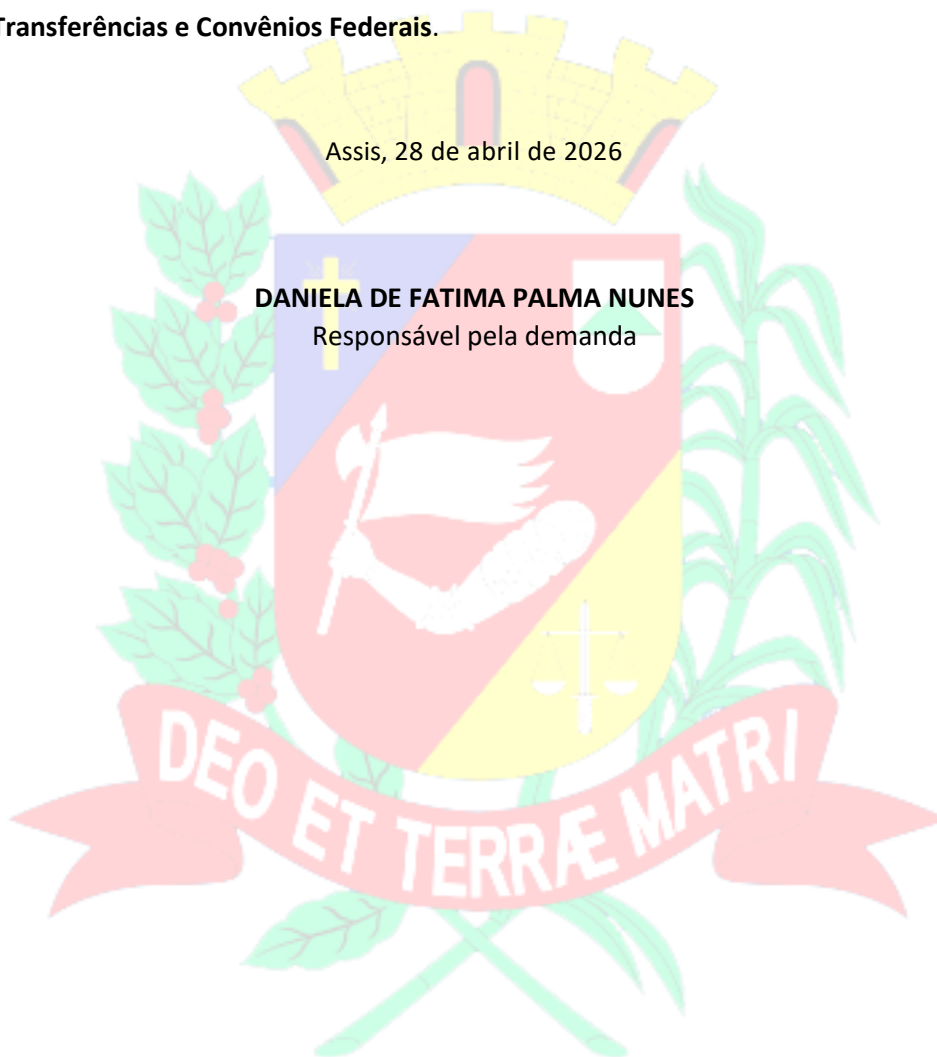 Transferências e Convênios Federais.
Assis, 28 de abril de 2026
DANIELA DE FATIMA PALMA NUNES
Responsável pela demanda
DEO ET TERRÆ MATRI